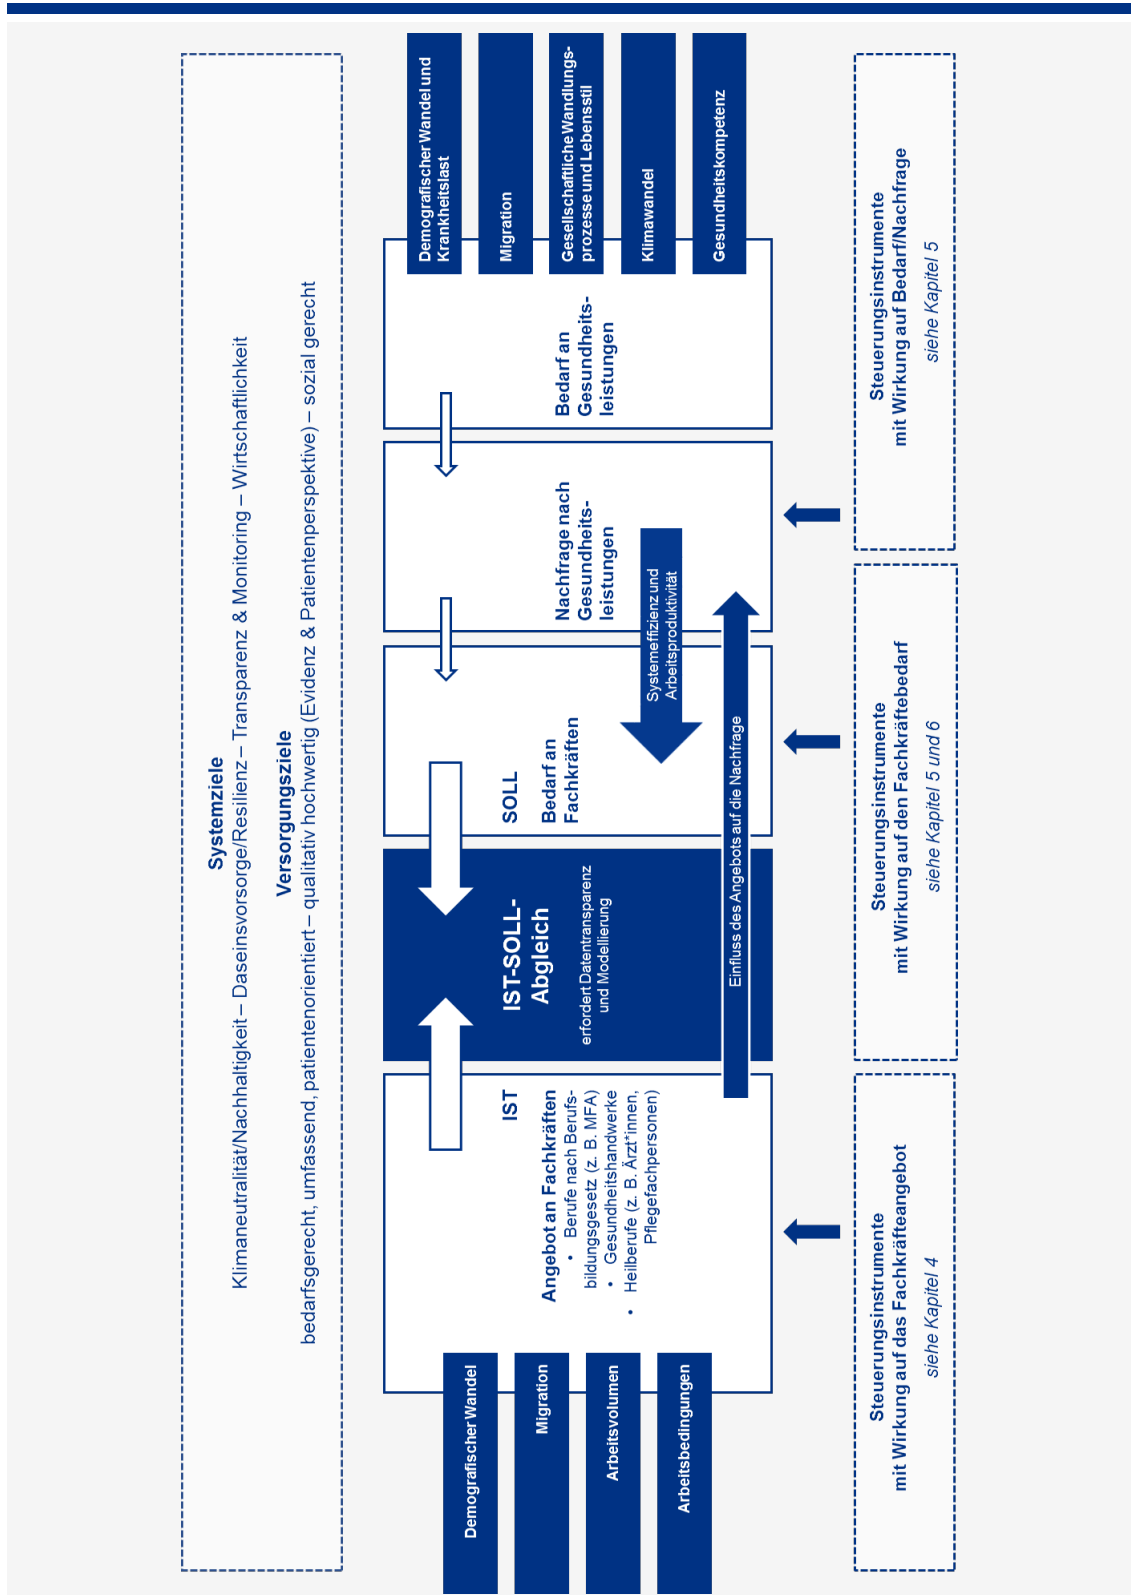 Systemziele
Klimaneutralität/Nachhaltigkeit – Daseinsvorsorge/Resilienz – Transparenz & Monitoring – Wirtschaftlichkeit
Versorgungsziele
bedarfsgerecht, umfassend, patientenorientiert – qualitativ hochwertig (Evidenz & Patientenperspektive) – sozial gerecht
Demografischer Wandel
Migration
Arbeitsvolumen
Arbeitsbedingungen
IST
Angebot an Fachkräften
• Berufe nach Berufs-
bildungsgesetz (z. B. MFA)
• Gesundheitshandwerke
• Heilberufe (z. B. Ärzt*innen,
Pflegefachpersonen)
IST-SOLL-
Abgleich
erfordert Datentransparenz
und Modellierung
SOLL
Bedarf an
Fachkräften
Systemeffizienz und
Arbeitsproduktivität
Einfluss des Angebots auf die Nachfrage
Nachfrage nach
Gesundheits-
leistungen
Bedarf an
Gesundheits-
leistungen
Demografischer Wandel und
Krankheitslast
Migration
Gesellschaftliche Wandlungs-
prozesse und Lebensstil
Klimawandel
Gesundheitskompetenz
Steuerungsinstrumente
mit Wirkung auf das Fachkräfteangebot
siehe Kapitel 4
Steuerungsinstrumente
mit Wirkung auf den Fachkräftebedarf
siehe Kapitel 5 und 6
Steuerungsinstrumente
mit Wirkung auf Bedarf/Nachfrage
siehe Kapitel 5